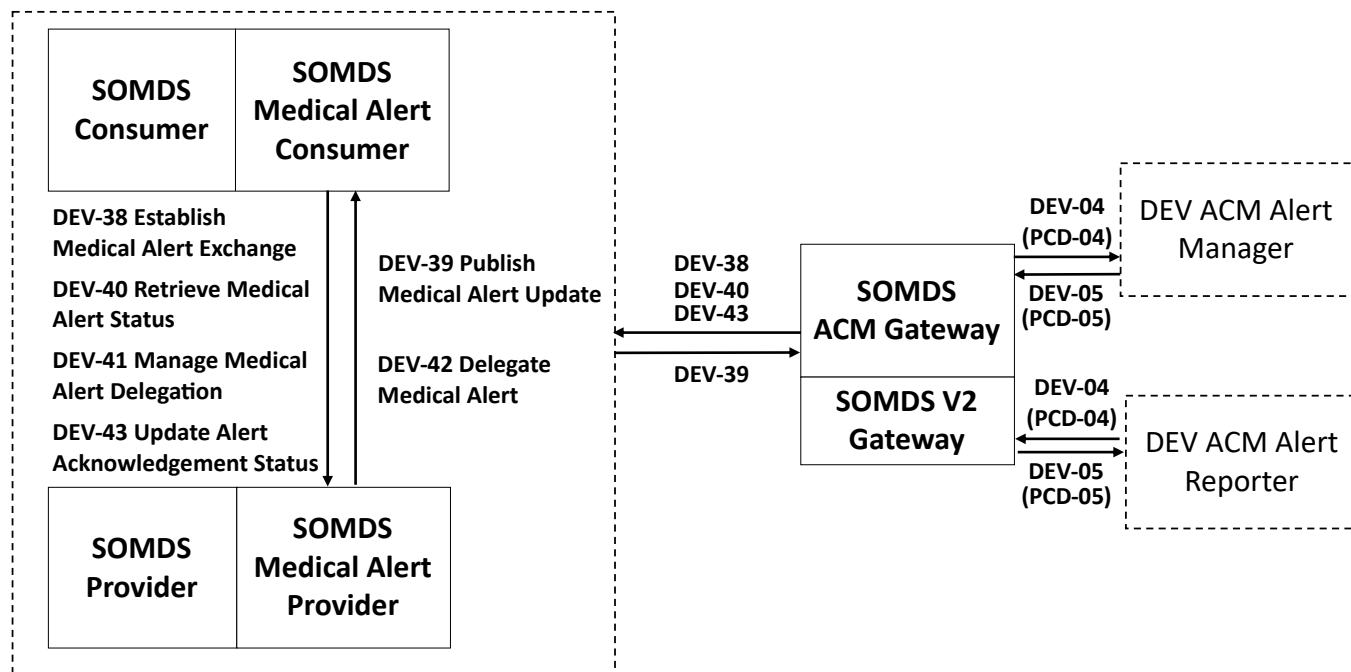 SOMDS
Consumer
SOMDS
Medical Alert
Consumer
DEV-38 Establish
Medical Alert Exchange
DEV-40 Retrieve Medical
Alert Status
DEV-41 Manage Medical
Alert Delegation
DEV-43 Update Alert
Acknowledgement Status
DEV-39 Publish
Medical Alert Update
DEV-42 Delegate
Medical Alert
SOMDS
Provider
SOMDS
Medical Alert
Provider
DEV-38
DEV-40
DEV-43
DEV-39
SOMDS
ACM Gateway
SOMDS V2
Gateway
DEV-04
(PCD-04)
DEV-05
(PCD-05)
DEV ACM Alert
Manager
DEV-04
(PCD-04)
DEV-05
(PCD-05)
DEV ACM Alert
Reporter